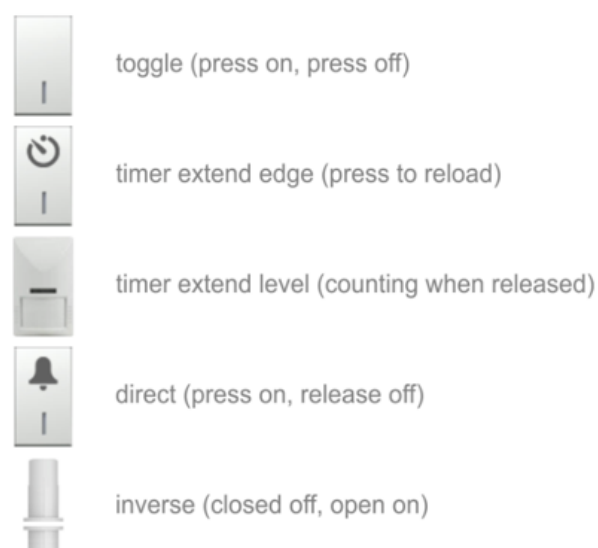 toggle (press on, press off)
timer extend edge (press to reload)
timer extend level (counting when released)
direct (press on, release off)
inverse (closed off, open on)